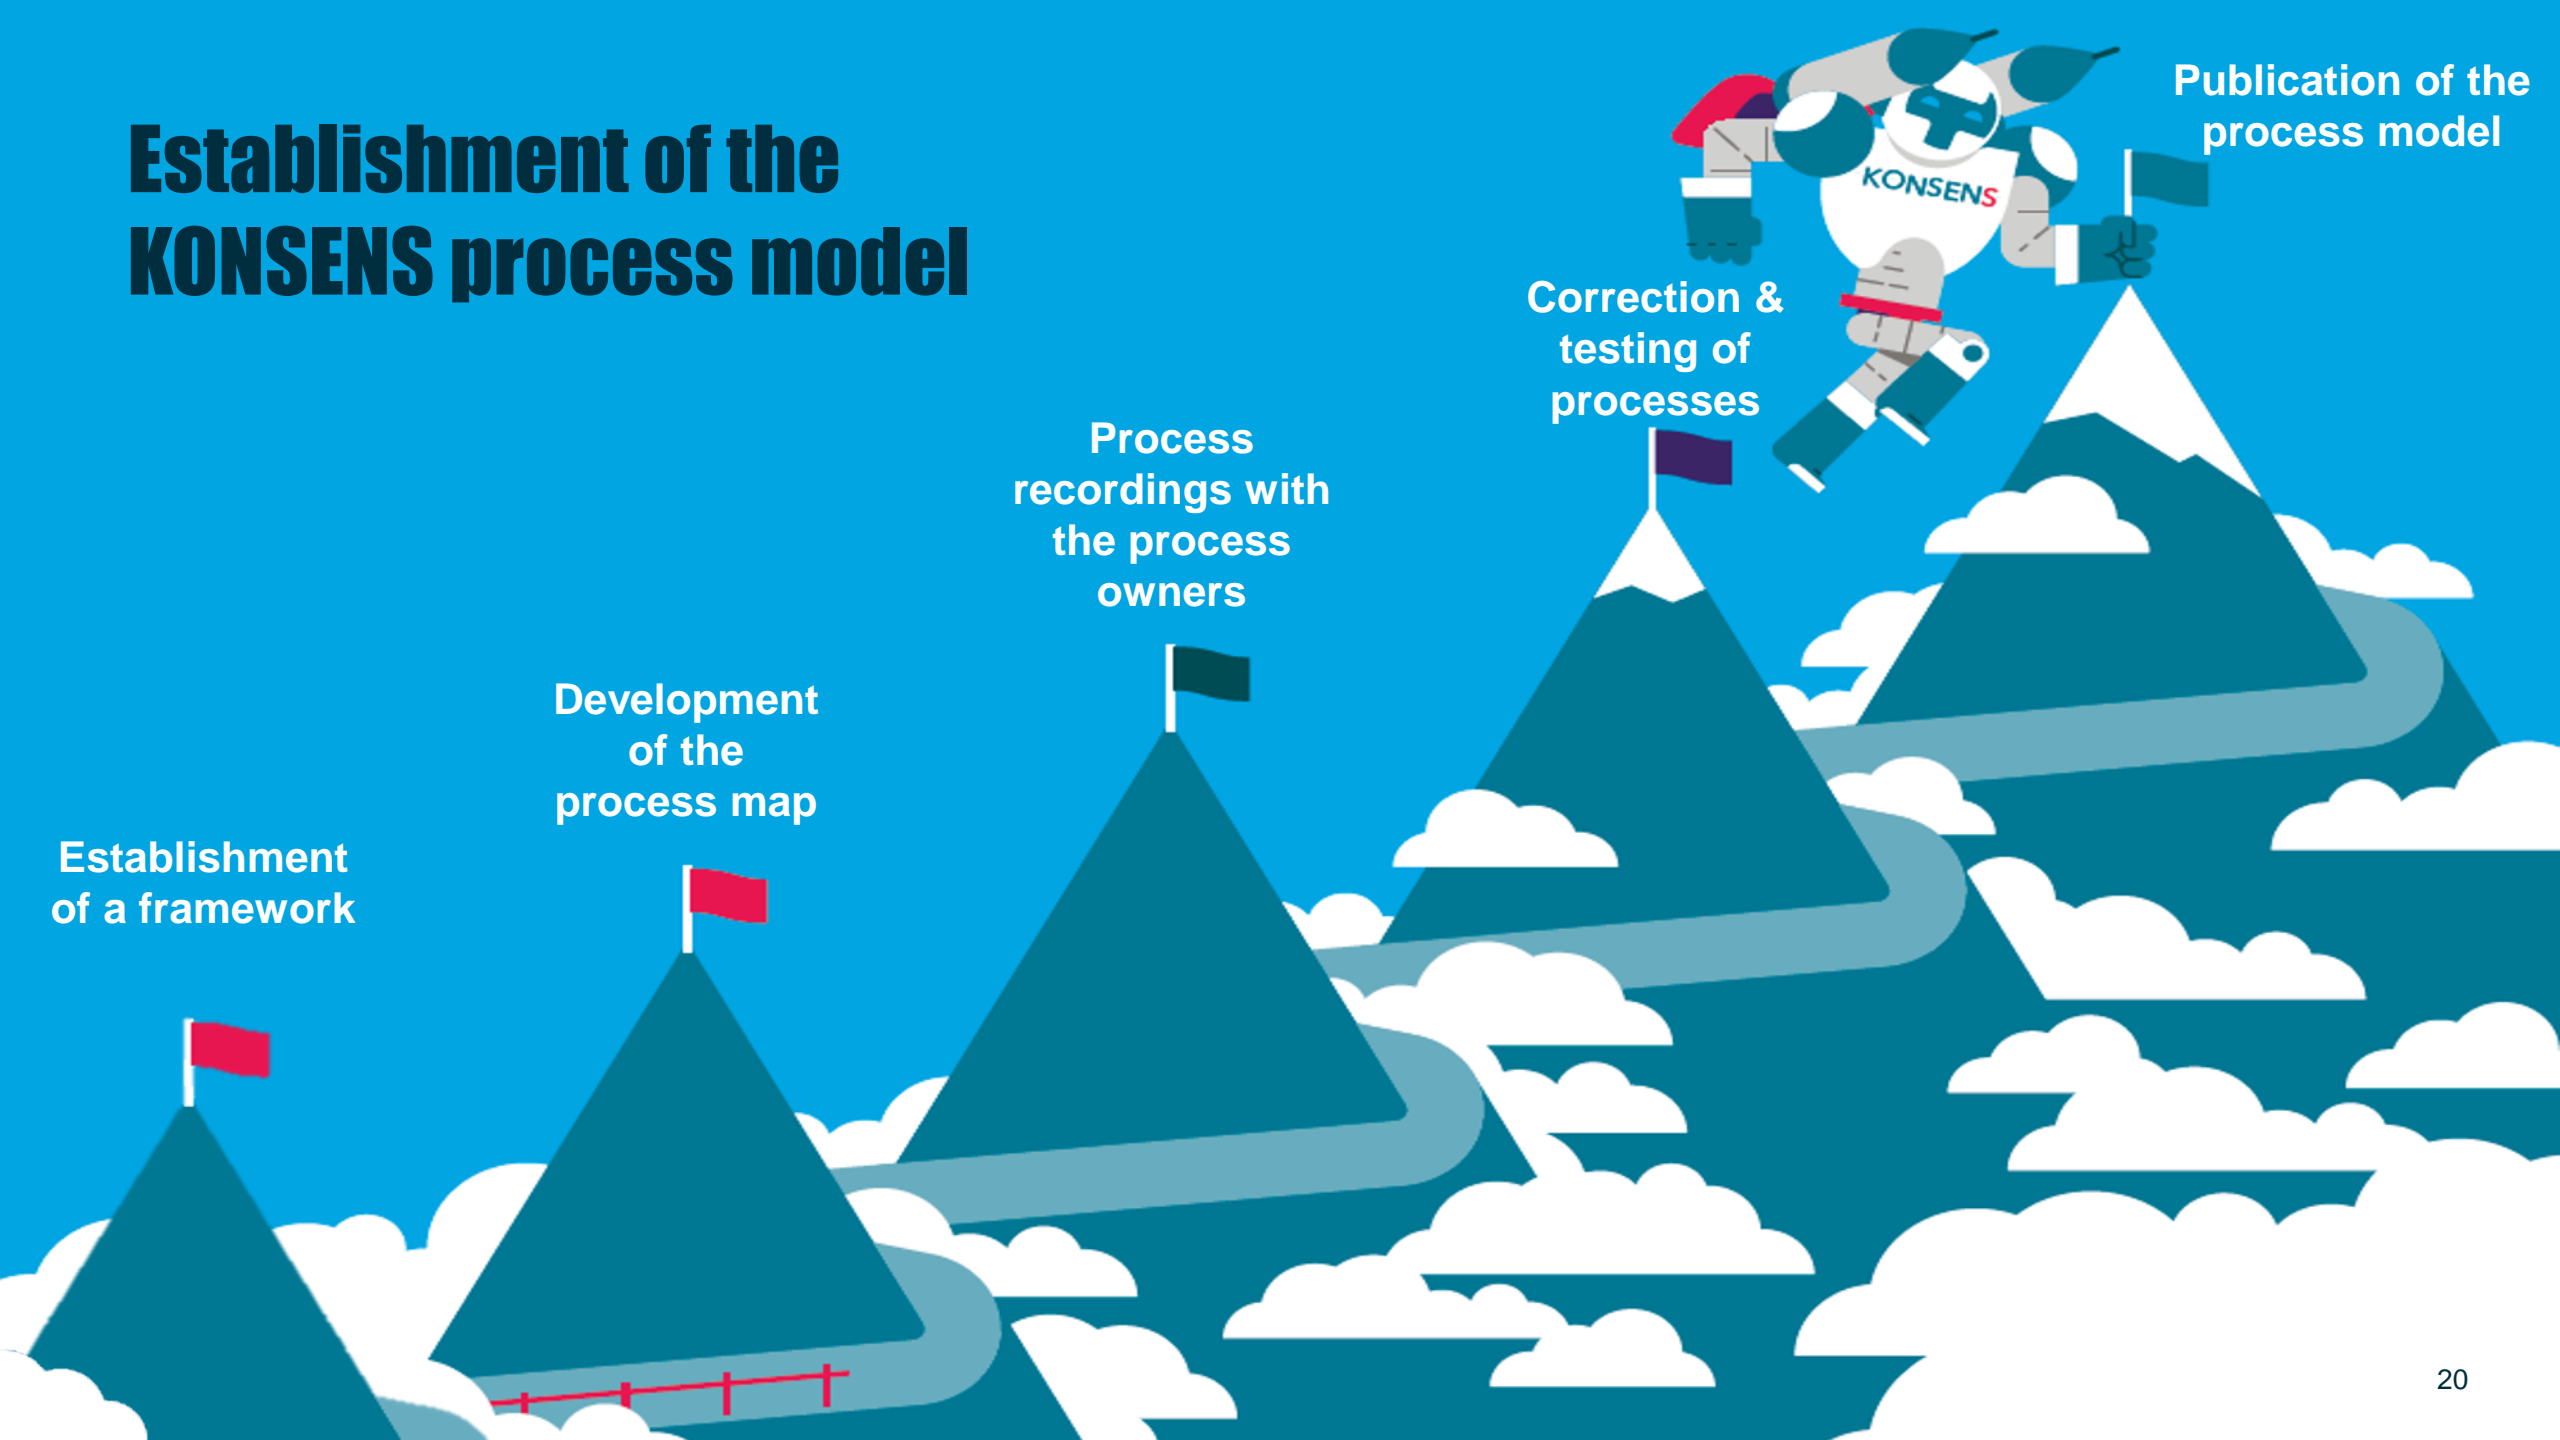 Establishment of the
KONSENS process model
Publication of the
process model
KONSENS
Correction &
testing of
processes
Process
recordings with
the process
owners
Development
of the
process map
Establishment
of a framework
20